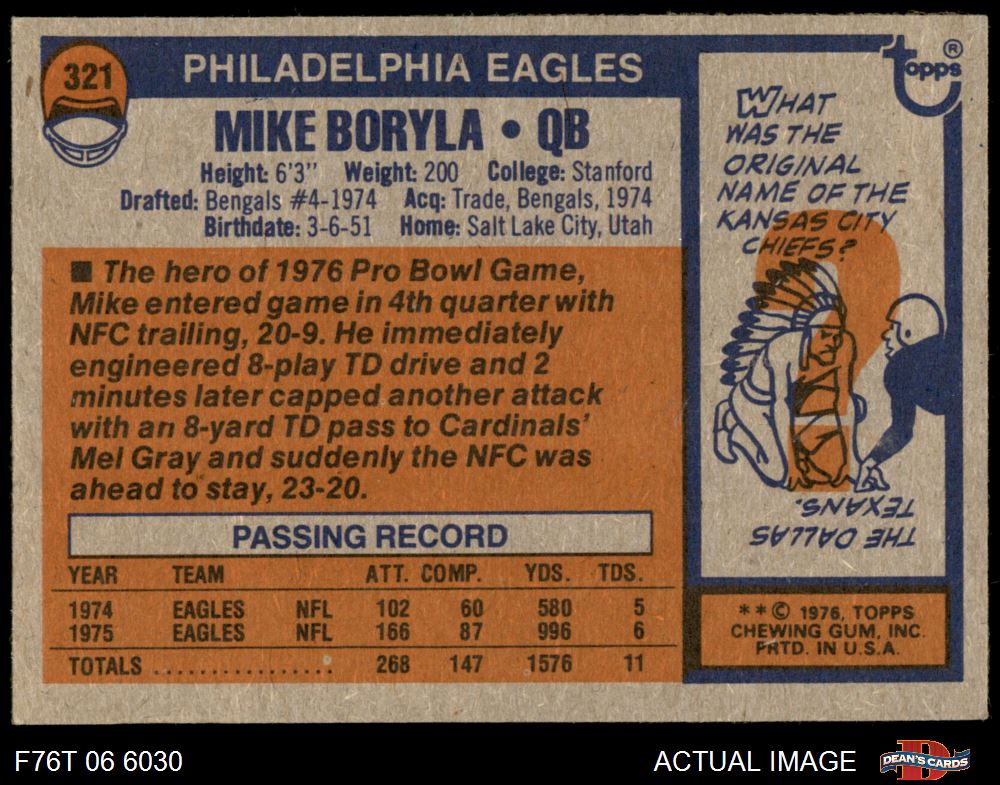 321
PHILADELPHIA EAGLES
topps ®
MIKE BORYLA • QB
Height: 6'3" Weight: 200 College: Stanford
Drafted: Bengals #4-1974 Acq: Trade, Bengals, 1974
Birthdate: 3-6-51 Home: Salt Lake City, Utah
■ The hero of 1976 Pro Bowl Game,
Mike entered game in 4th quarter with
NFC trailing, 20-9. He immediately
engineered 8-play TD drive and 2
minutes later capped another attack
with an 8-yard TD pass to Cardinals'
Mel Gray and suddenly the NFC was
ahead to stay, 23-20.
PASSING RECORD
YEAR TEAM ATT. COMP. YDS. TDS.
1974 EAGLES NFL 102 60 580 5
1975 EAGLES NFL 166 87 996 6
TOTALS ................. 268 147 1576 11
WHAT
WAS THE
ORIGINAL
NAME OF THE
KANSAS CITY
CHIEFS?
THE DALLAS
TEXANS.
**© 1976, TOPPS
CHEWING GUM, INC.
PRTD. IN U.S.A.
F76T 06 6030
ACTUAL IMAGE
D
DEAN'S CARDS